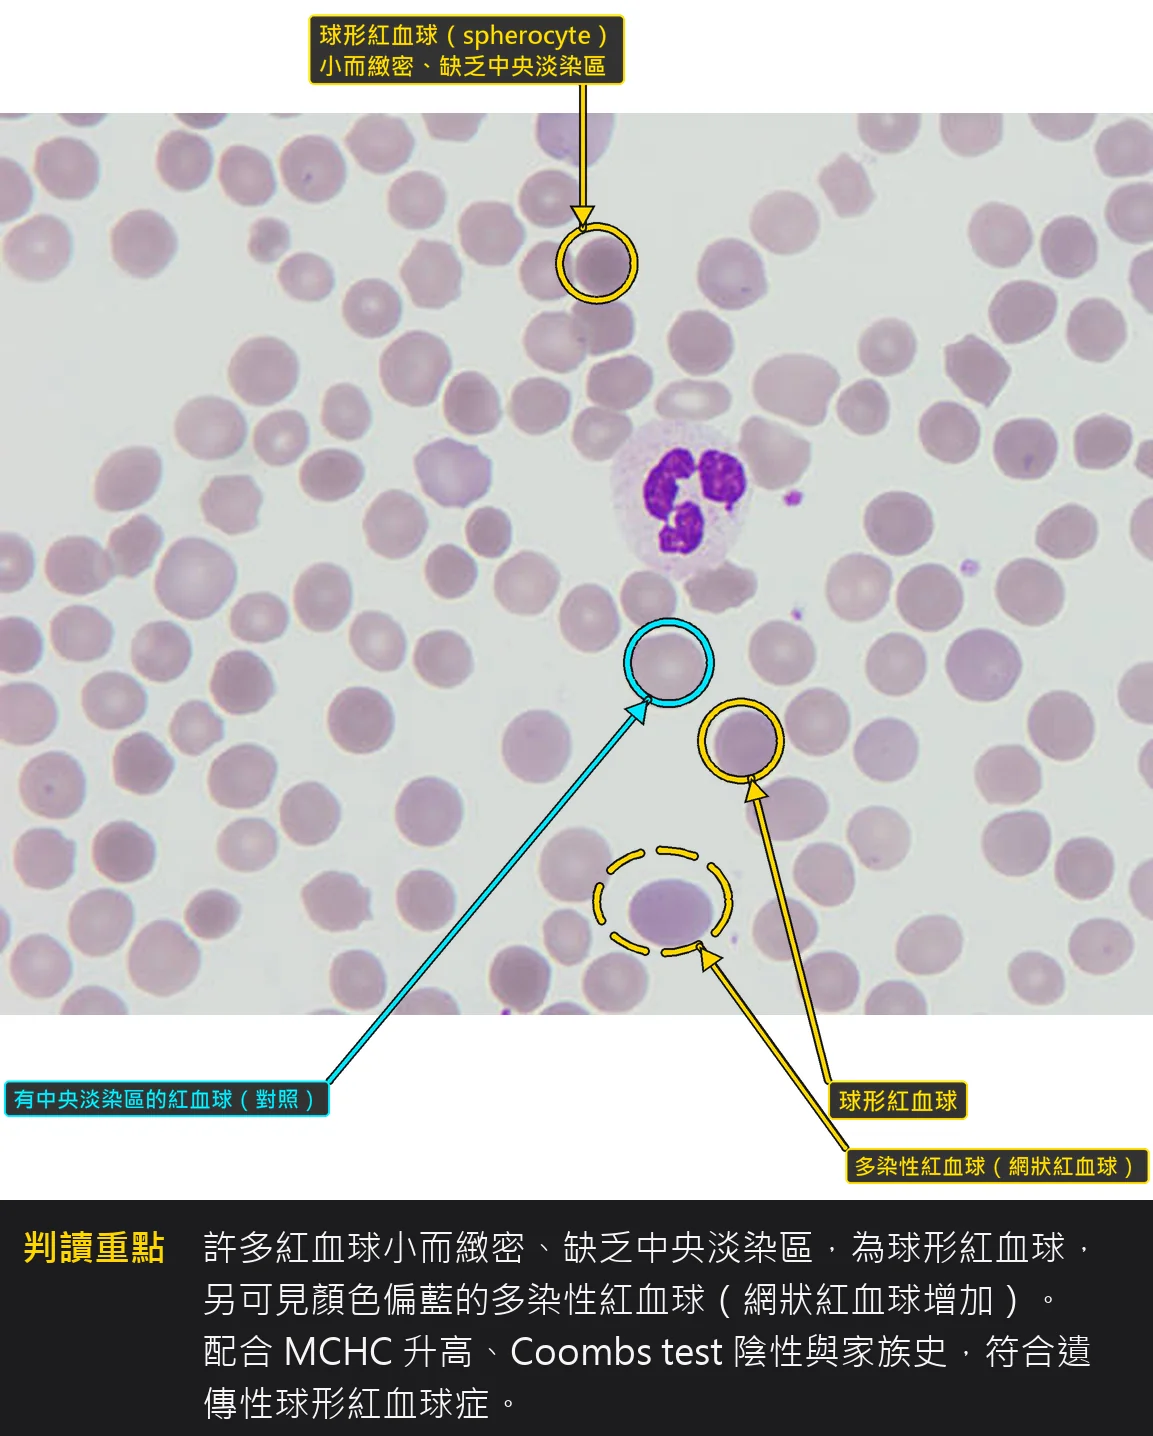 球形紅血球（spherocyte）
小而緻密、缺乏中央淡染區
有中央淡染區的紅血球（對照）
球形紅血球
多染性紅血球（網狀紅血球）
判讀重點
許多紅血球小而緻密、缺乏中央淡染區，為球形紅血球，
另可見顏色偏藍的多染性紅血球（網狀紅血球增加）。
配合 MCHC 升高、Coombs test 陰性與家族史，符合遺
傳性球形紅血球症。